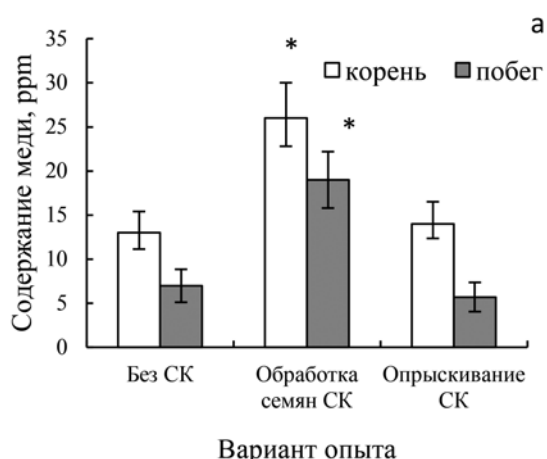 а
35
30
25
20
15
10
5
0
Содержание меди, ppm
* *
корень побег
Без СК
Обработка
семян СК
Опрыскивание
СК
Вариант опыта